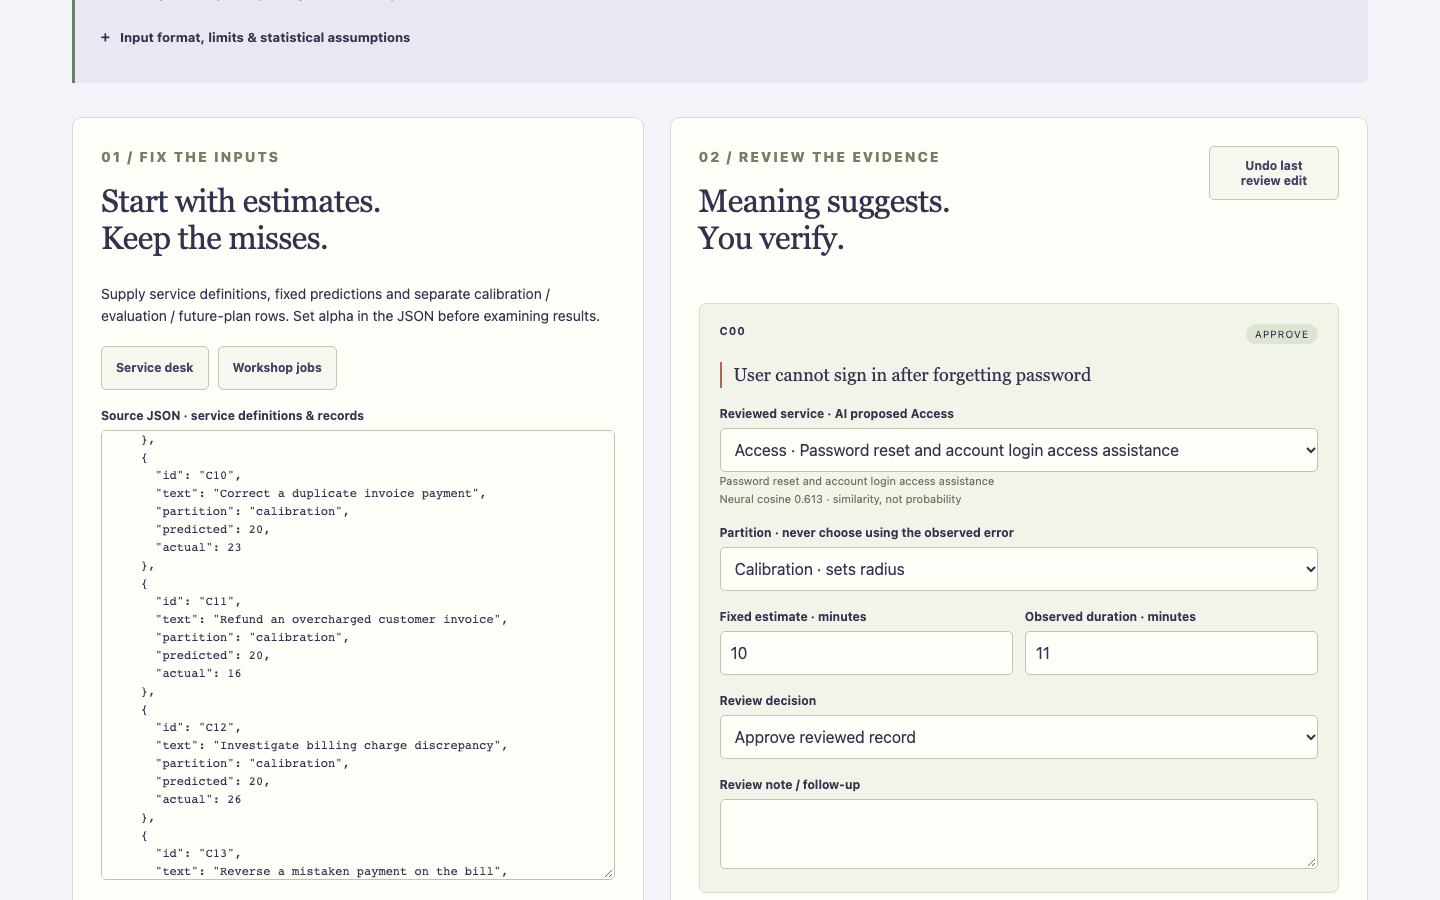 + Input format, limits & statistical assumptions
01 / FIX THE INPUTS
Start with estimates.
Keep the misses.
Supply service definitions, fixed predictions and separate calibration /
evaluation / future-plan rows. Set alpha in the JSON before examining results.
Service desk
Workshop jobs
Source JSON · service definitions & records
},
{
"id": "C10",
"text": "Correct a duplicate invoice payment",
"partition": "calibration",
"predicted": 20,
"actual": 23
},
{
"id": "C11",
"text": "Refund an overcharged customer invoice",
"partition": "calibration",
"predicted": 20,
"actual": 16
},
{
"id": "C12",
"text": "Investigate billing charge discrepancy",
"partition": "calibration",
"predicted": 20,
"actual": 26
},
{
"id": "C13",
"text": "Reverse a mistaken payment on the bill",
02 / REVIEW THE EVIDENCE
Meaning suggests.
You verify.
Undo last
review edit
C00
APPROVE
User cannot sign in after forgetting password
Reviewed service · AI proposed Access
Access · Password reset and account login access assistance
Password reset and account login access assistance
Neural cosine 0.613 · similarity, not probability
Partition · never choose using the observed error
Calibration · sets radius
Fixed estimate · minutes
Observed duration · minutes
10
11
Review decision
Approve reviewed record
Review note / follow-up